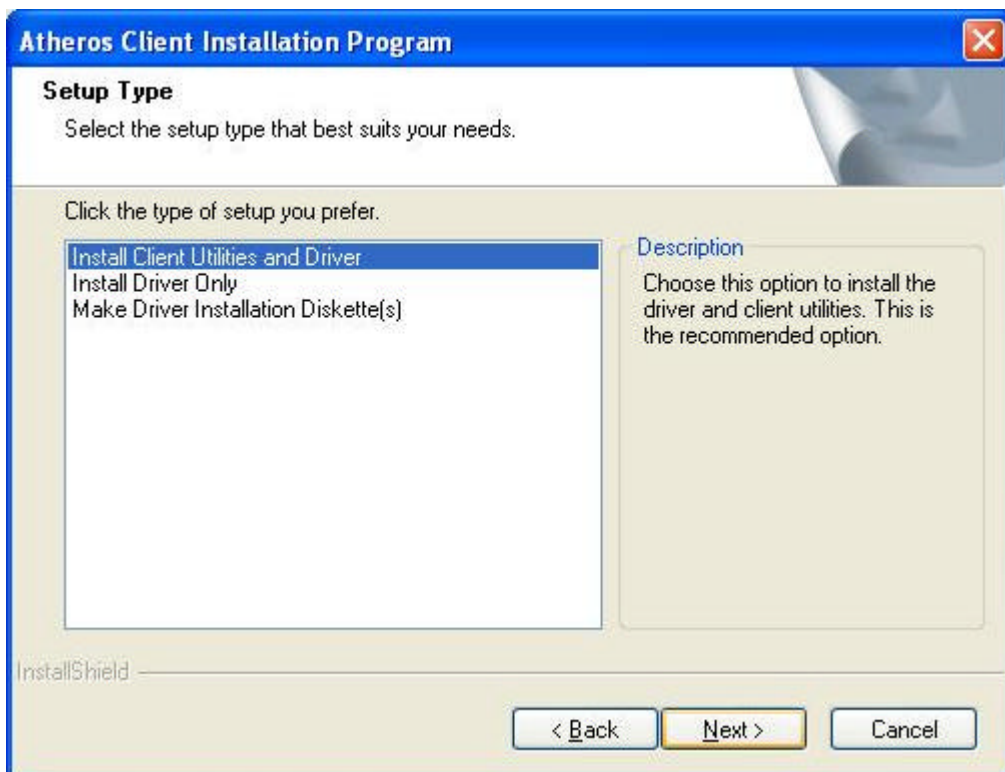 Atheros Client Installation Program
Setup Type
Select the setup type that best suits your needs.
Click the type of setup you prefer.
Install Client Utilities and Driver
Install Driver Only
Make Driver Installation Diskette(s)
Description
Choose this option to install the
driver and client utilities. This is
the recommended option.
InstallShield
< Back
Next >
Cancel